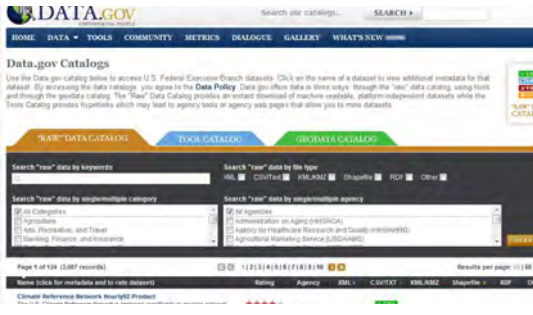 DATA.GOV
EMPOWERING PEOPLE
Search our catalogs.. SEARCH
HOME DATA TOOLS COMMUNITY METRICS DIALOGUE GALLERY WHAT'S NEW
Data.gov Catalogs
Use the Data.gov catalog below to access U.S. Federal Executive Branch datasets. Click on the name of a dataset to view additional metadata for that
dataset. By accessing the data catalogs, you agree to the Data Policy. Data.gov offers data in three ways: through the "raw" data catalog, using tools
and through the geodata catalog. The "Raw" Data Catalog provides an instant download of machine readable, platform-independent datasets while the
Tools Catalog provides hyperlinks which may lead to agency tools or agency web pages that allow you to mine datasets.
"RAW" DATA CATALOG TOOL CATALOG GEODATA CATALOG
Search "raw" data by keywords Search "raw" data by file type
XML CSV/Text KML/KMZ Shapefile RDF Other
Search "raw" data by single/multiple category Search "raw" data by single/multiple agency
All Categories All Agencies
Agriculture Administration on Aging
Arts, Recreation, and Travel Agency for Healthcare Research and Quality
Banking, Finance, and Insurance Agricultural Marketing Service
Page 1 of 124 Results per page:
Name (click for metadata and to rate dataset) Rating Agency XML CSV/TXT KML/KMZ Shapefile RDF
Climate Reference Network Hourly02 Product